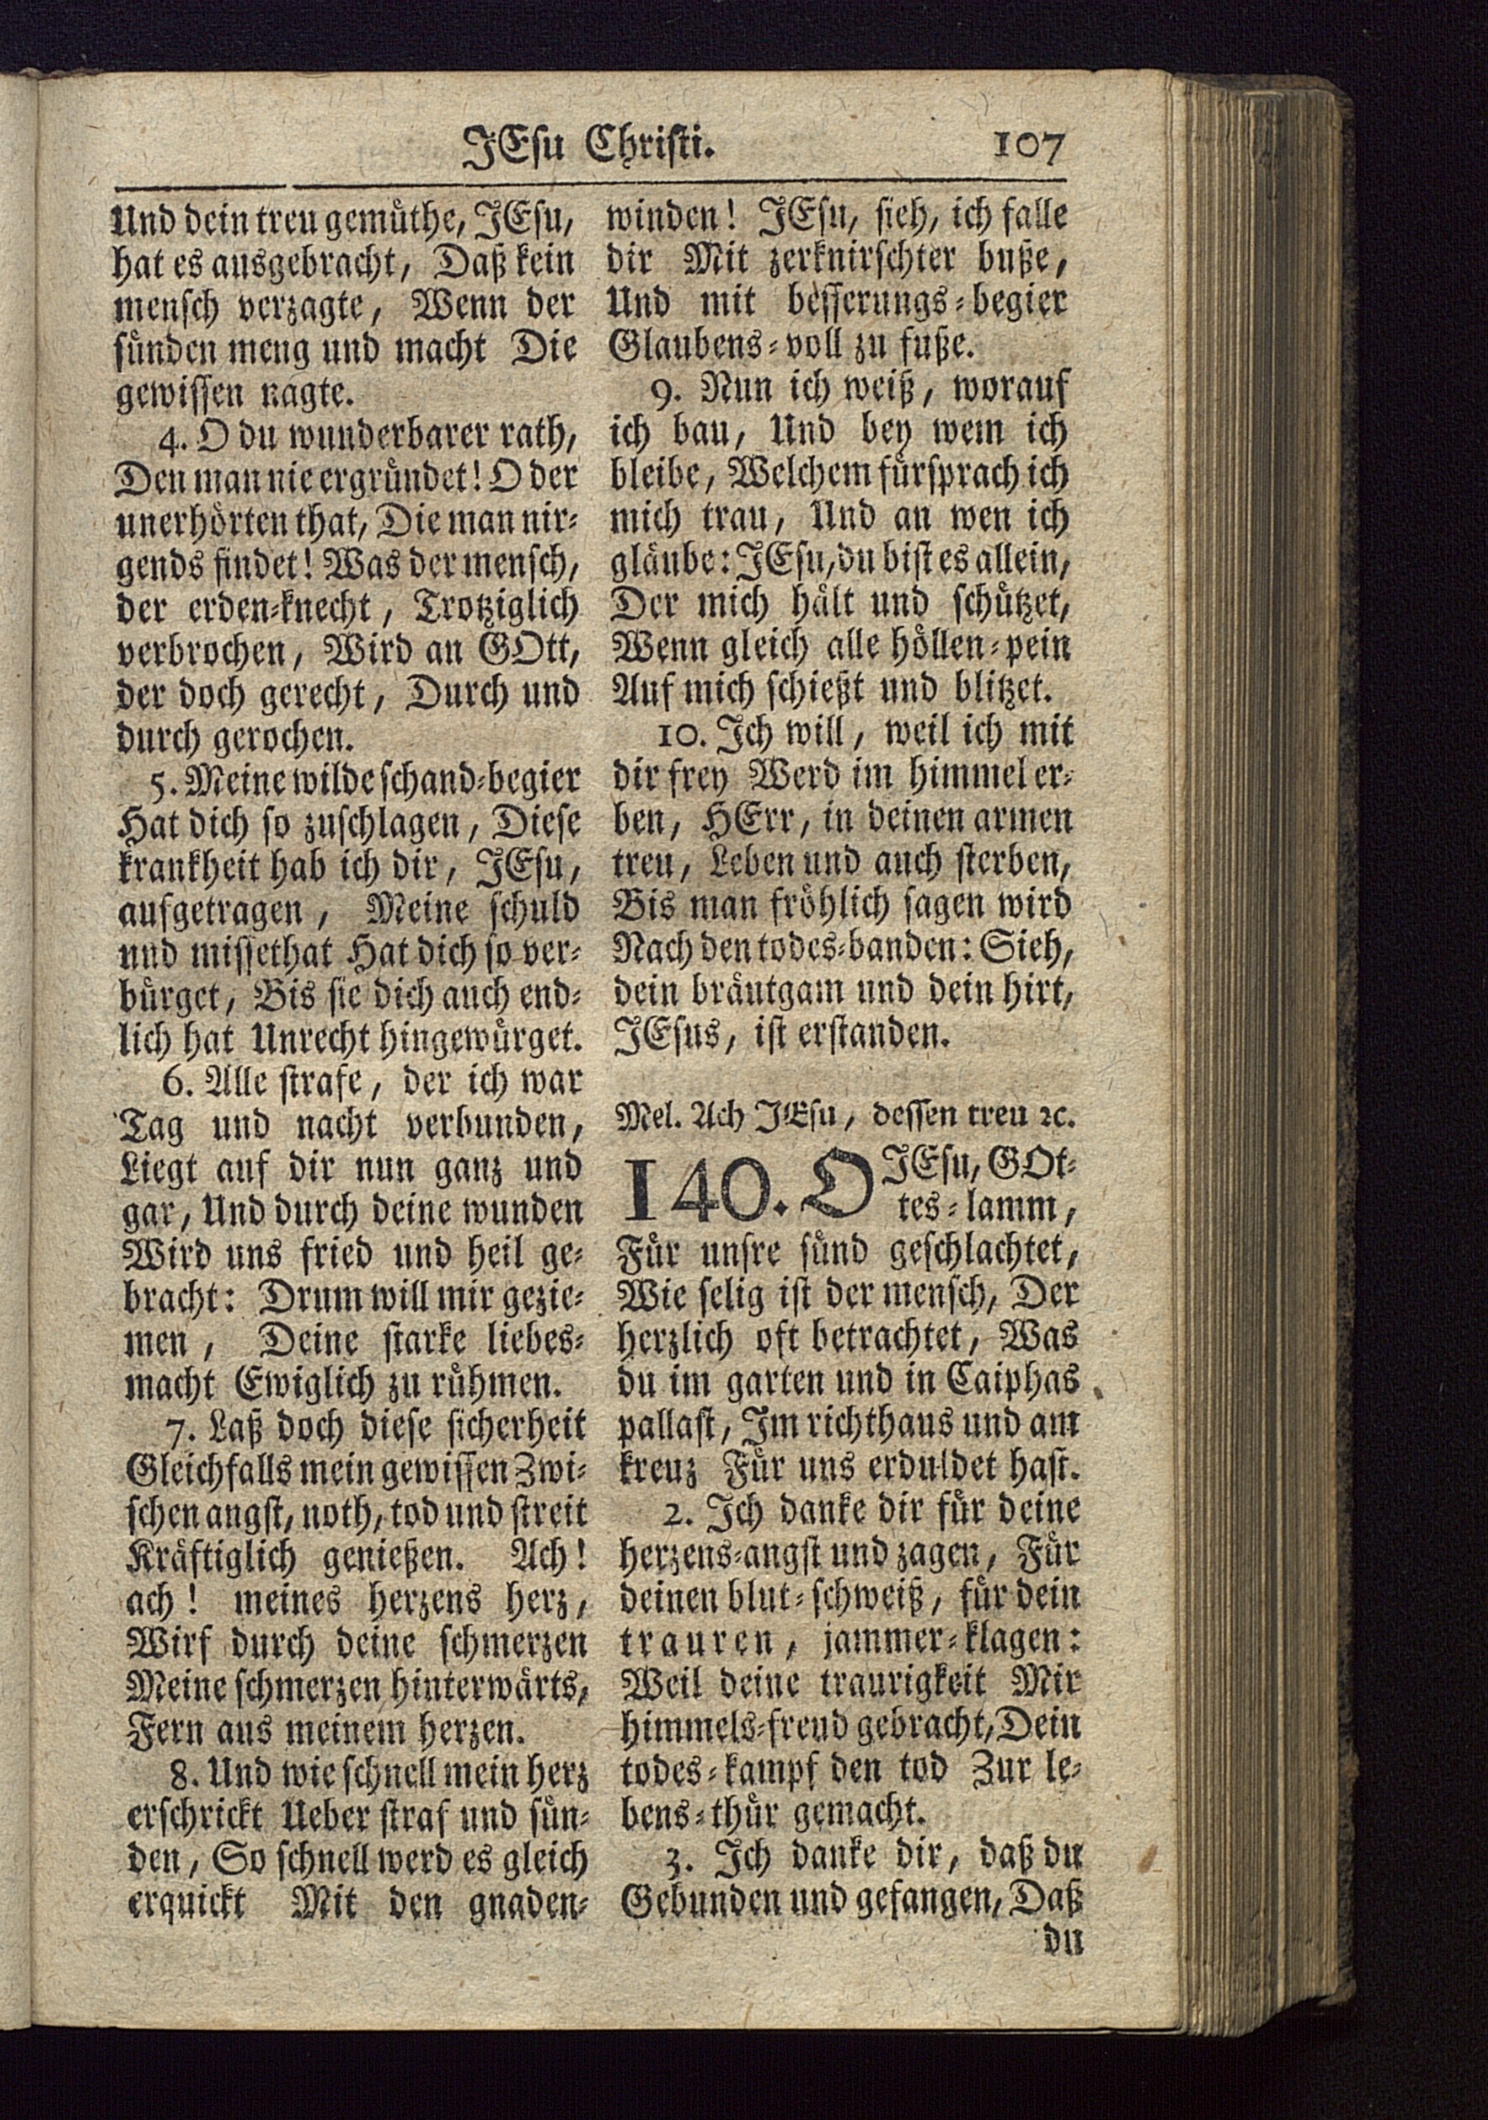 JEsu Christi. 107
Und dein treu gemüthe, JEsu,
hat es ausgebracht, Daß kein
mensch verzagte, Wenn der
sünden meng und macht Die
gewissen nagte.
4. O du wunderbarer rath,
Den man nie ergründet! O der
unerhörten that, Die man nir-
gends findet! Was der mensch,
der erden-knecht, Trotziglich
verbrochen, Wird an GOtt,
der doch gerecht, Durch und
durch gerochen.
5. Meine wilde schand-begier
Hat dich so zuschlagen, Diese
krankheit hab ich dir, JEsu,
aufgetragen, Meine schuld
und missethat Hat dich so ver-
bürget, Bis sie dich auch end-
lich hat Unrecht hingewürget.
6. Alle strafe, der ich war
Tag und nacht verbunden,
Liegt auf dir nun ganz und
gar, Und durch deine wunden
Wird uns fried und heil ge-
bracht: Drum will mir gezie-
men, Deine starke liebes-
macht Ewiglich zu rühmen.
7. Laß doch diese sicherheit
Gleichfalls mein gewissen Zwi-
schen angst, noth, tod und streit
Kräftiglich genießen. Ach!
ach! meines herzens herz,
Wirf durch deine schmerzen
Meine schmerzen hinterwärts,
Fern aus meinem herzen.
8. Und wie schnell mein herz
erschrickt Ueber straf und sün-
den, So schnell werd es gleich
erquickt Mit den gnaden-
winden! JEsu, sieh, ich falle
dir Mit zerknirschter buße,
Und mit besserungs-begier
Glaubens-voll zu fuße.
9. Nun ich weiß, worauf
ich bau, Und bey wem ich
bleibe, Welchem fürsprach ich
mich trau, Und an wen ich
gläube: JEsu, du bist es allein,
Der mich hält und schützet,
Wenn gleich alle höllen-pein
Auf mich schießt und blitzet.
10. Ich will, weil ich mit
dir frey Werd im himmel er-
ben, HErr, in deinen armen
treu, Leben und auch sterben,
Bis man fröhlich sagen wird
Nach den todes-banden: Sieh,
dein bräutgam und dein hirt,
JEsus, ist erstanden.
Mel. Ach JEsu, dessen treu ꝛc.
140. O JEsu, GOt-
tes-lamm,
Für unsre sünd geschlachtet,
Wie selig ist der mensch, Der
herzlich oft betrachtet, Was
du im garten und in Caiphas
pallast, Im richthaus und am
kreuz Für uns erduldet hast.
2. Ich danke dir für deine
herzens-angst und zagen, Für
deinen blut-schweiß, für dein
trauren, jammer-klagen:
Weil deine traurigkeit Mir
himmels-freud gebracht, Dein
todes-kampf den tod Zur le-
bens-thür gemacht.
3. Ich danke dir, daß du
Gebunden und gefangen, Daß
du